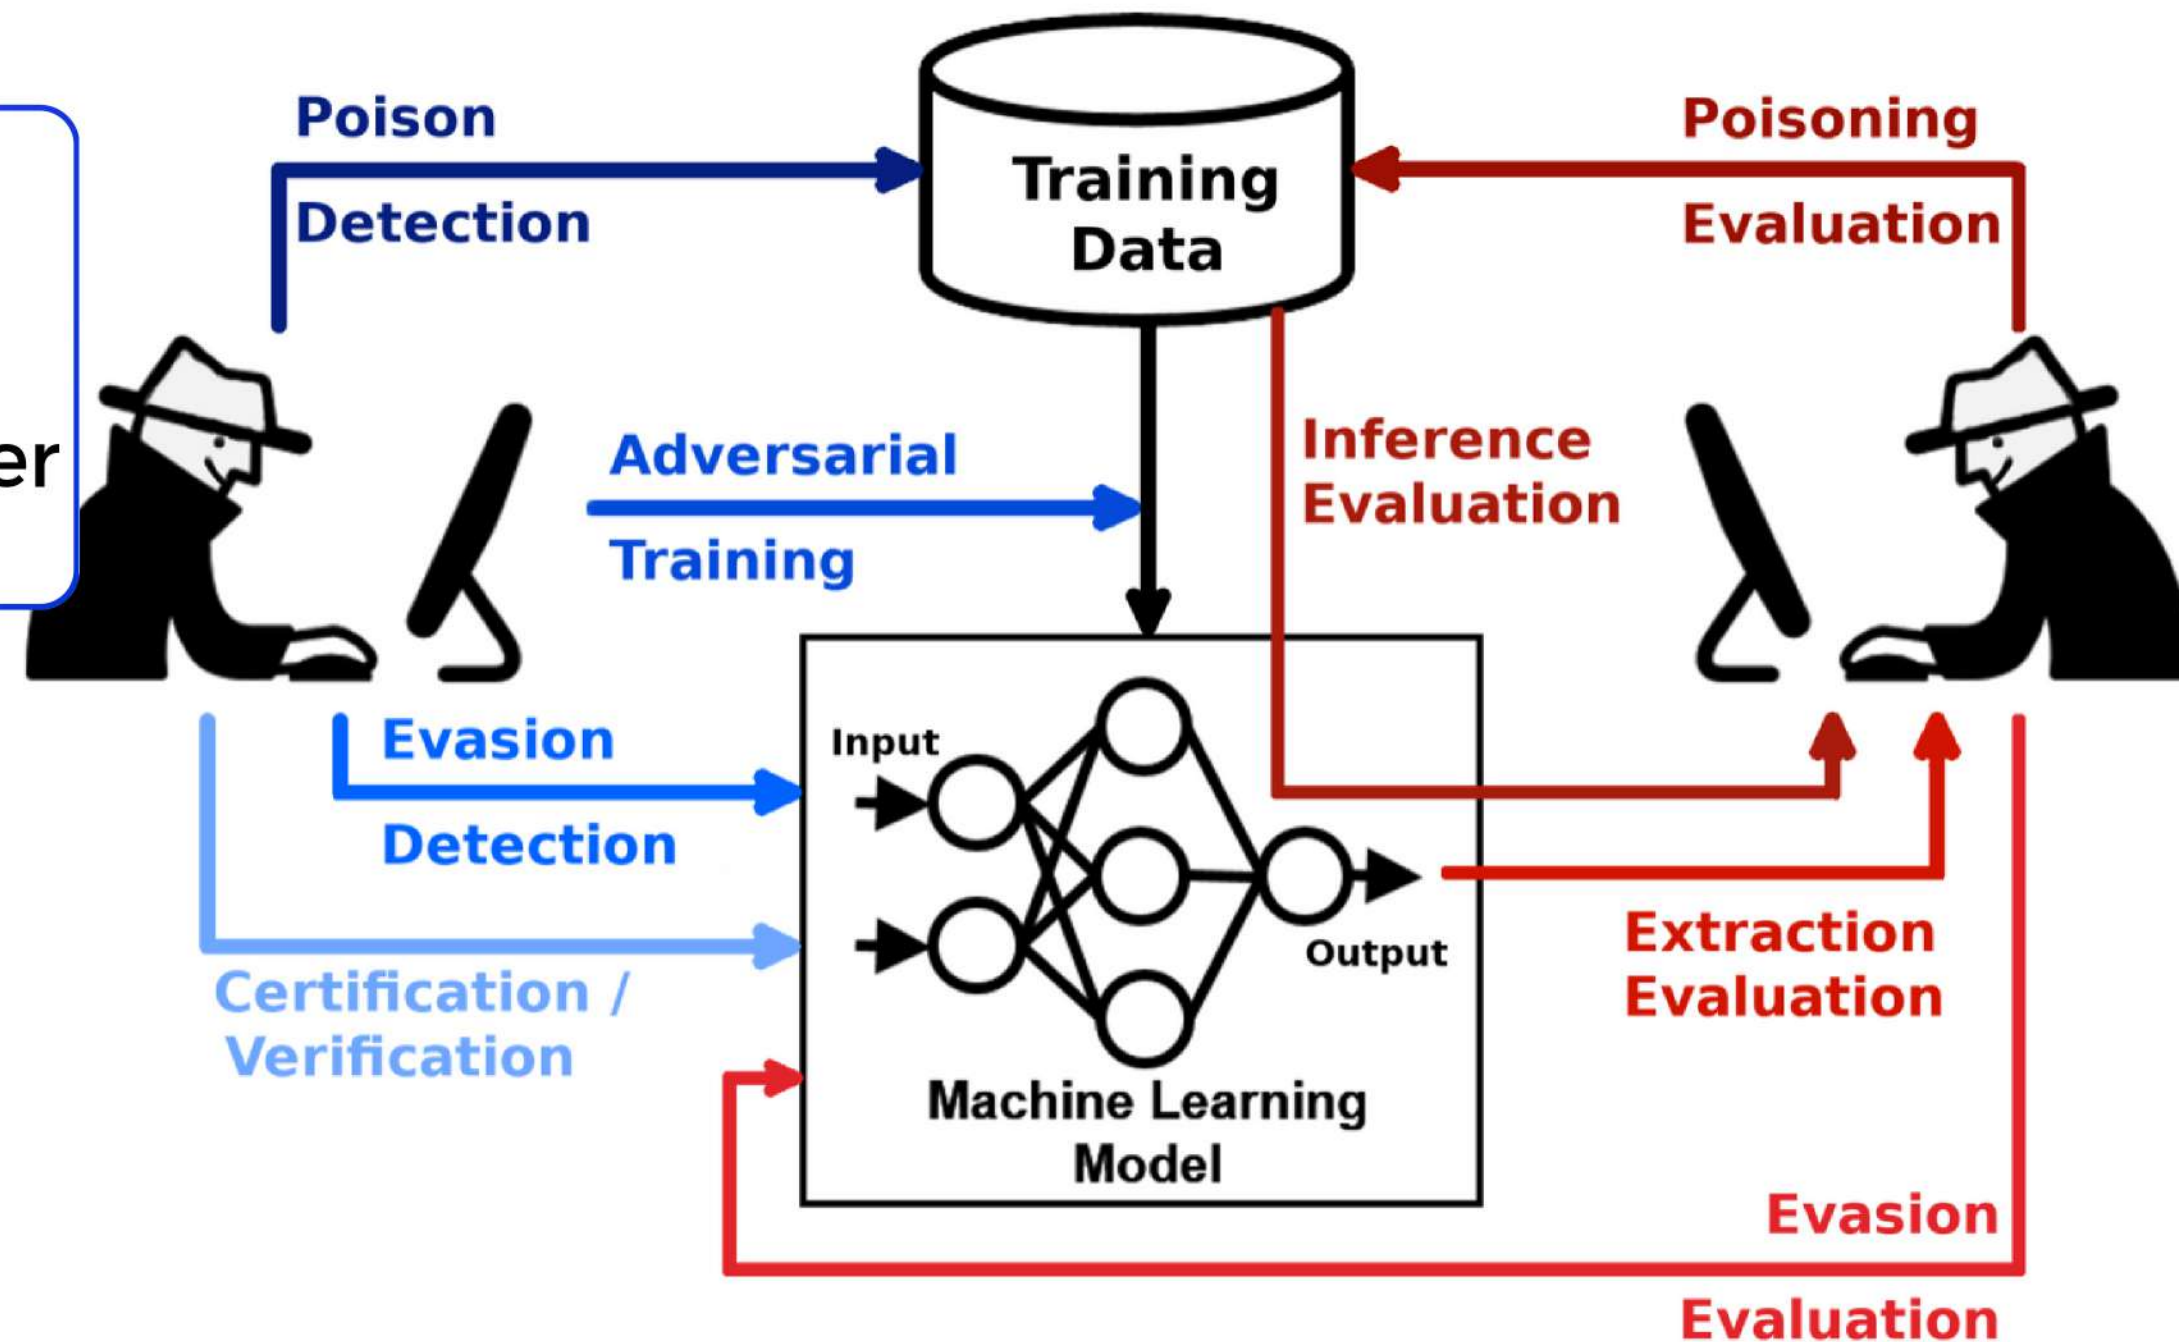 Poison
Detection
Training
Data
Poisoning
Evaluation
er
Adversarial
Training
Inference
Evaluation
Evasion
Detection
Certification /
Verification
Input
Output
Machine Learning
Model
Extraction
Evaluation
Evasion
Evaluation